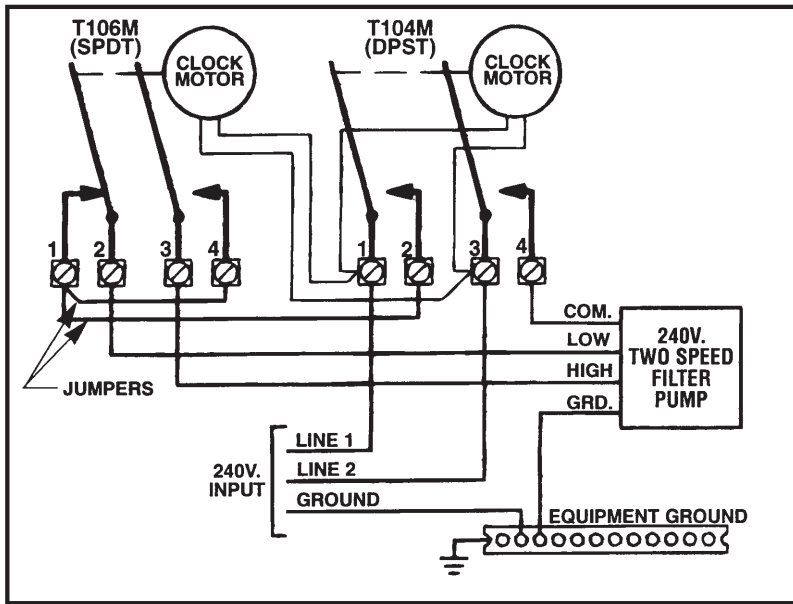 T106M
(SPDT)
CLOCK
MOTOR
T104M
(DPST)
CLOCK
MOTOR
1 2 3 4
1 2 3 4
COM.
LOW
HIGH
GRD.
240V.
TWO SPEED
FILTER
PUMP
JUMPERS
240V.
INPUT
LINE 1
LINE 2
GROUND
EQUIPMENT GROUND